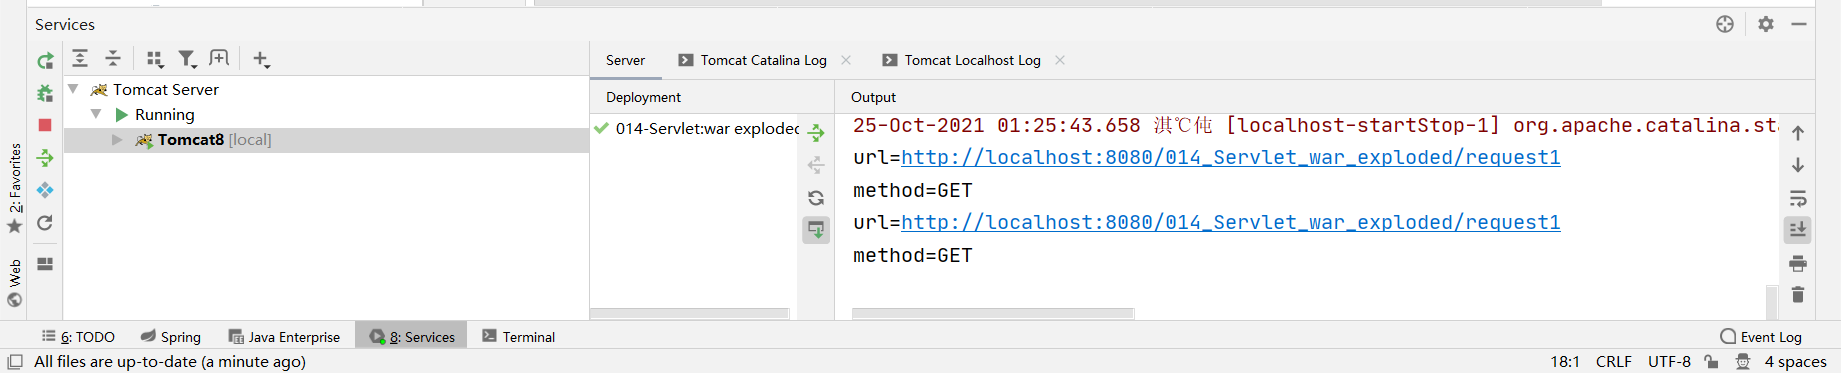 Services
Server
Tomcat Catalina Log
Tomcat Localhost Log
Tomcat Server
Running
Tomcat8 [local]
Deployment
Output
014-Servlet:war exploded
25-Oct-2021 01:25:43.658 淇℃伅 [localhost-startStop-1] org.apache.catalina.sta
url=http://localhost:8080/014_Servlet_war_exploded/request1
method=GET
url=http://localhost:8080/014_Servlet_war_exploded/request1
method=GET
2: Favorites
Web
6: TODO
Spring
Java Enterprise
8: Services
Terminal
Event Log
All files are up-to-date (a minute ago)
18:1
CRLF
UTF-8
4 spaces